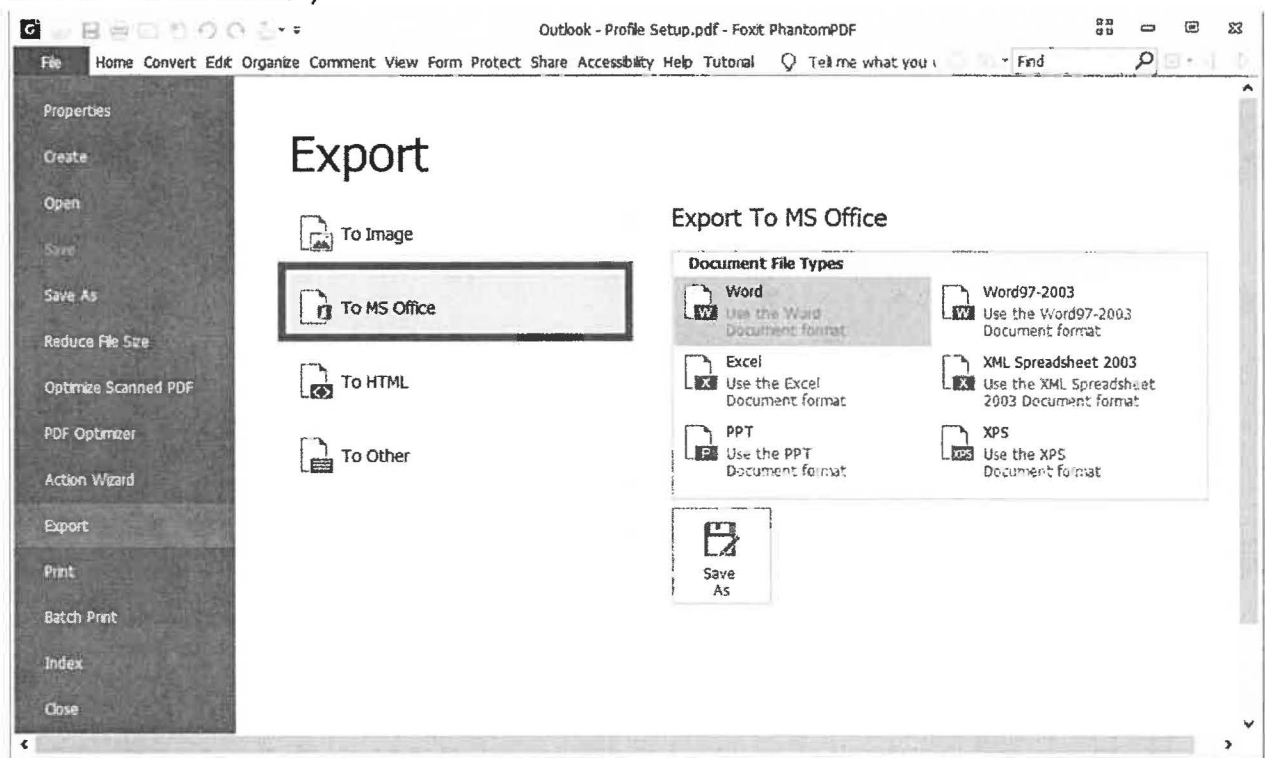 Outlook - Profile Setup.pdf - Foxit PhantomPDF
File Home Convert Edit Organize Comment View Form Protect Share Accessibility Help Tutorial Tell me what you Find
Properties
Create
Open
Save
Save As
Reduce File Size
Optimize Scanned PDF
PDF Optimizer
Action Wizard
Export
Print
Batch Print
Index
Close
Export
To Image
To MS Office
To HTML
To Other
Export To MS Office
Document File Types
Word
Use the Word
Document format
Word97-2003
Use the Word97-2003
Document format
Excel
Use the Excel
Document format
XML Spreadsheet 2003
Use the XML Spreadsheet
2003 Document format
PPT
Use the PPT
Document format
XPS
Use the XPS
Document format
Save
As